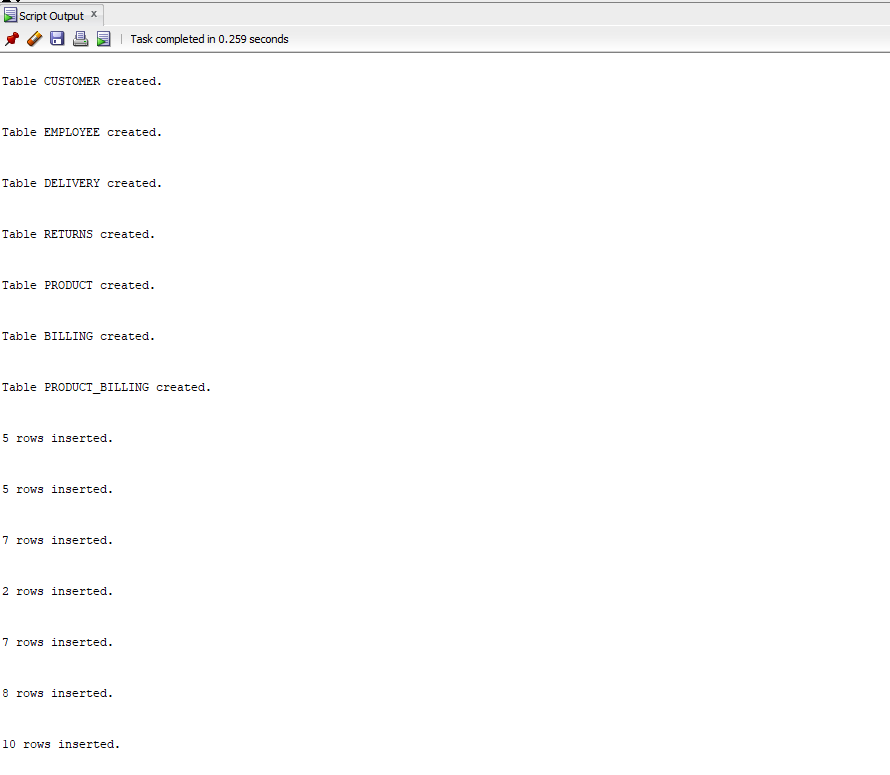 Script Output x
Task completed in 0.259 seconds
Table CUSTOMER created.
Table EMPLOYEE created.
Table DELIVERY created.
Table RETURNS created.
Table PRODUCT created.
Table BILLING created.
Table PRODUCT_BILLING created.
5 rows inserted.
5 rows inserted.
7 rows inserted.
2 rows inserted.
7 rows inserted.
8 rows inserted.
10 rows inserted.